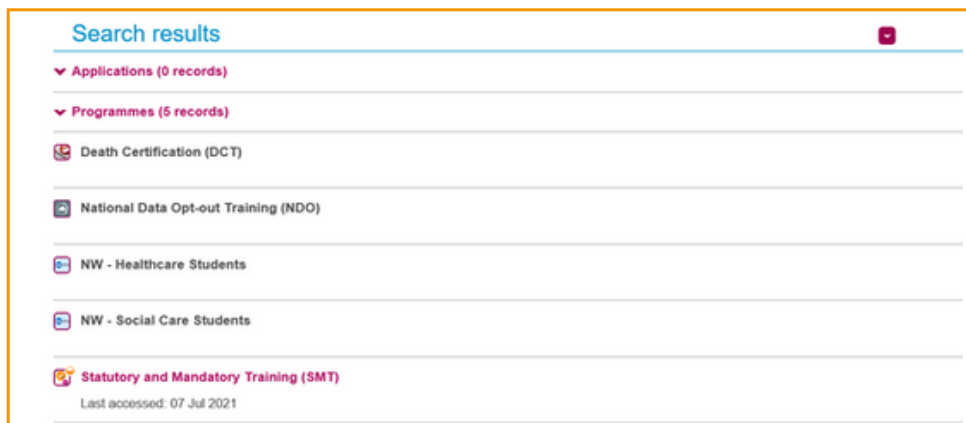 Search results
Applications (0 records)
Programmes (5 records)
Death Certification (DCT)
National Data Opt-out Training (NDO)
NW - Healthcare Students
NW - Social Care Students
Statutory and Mandatory Training (SMT)
Last accessed: 07 Jul 2021